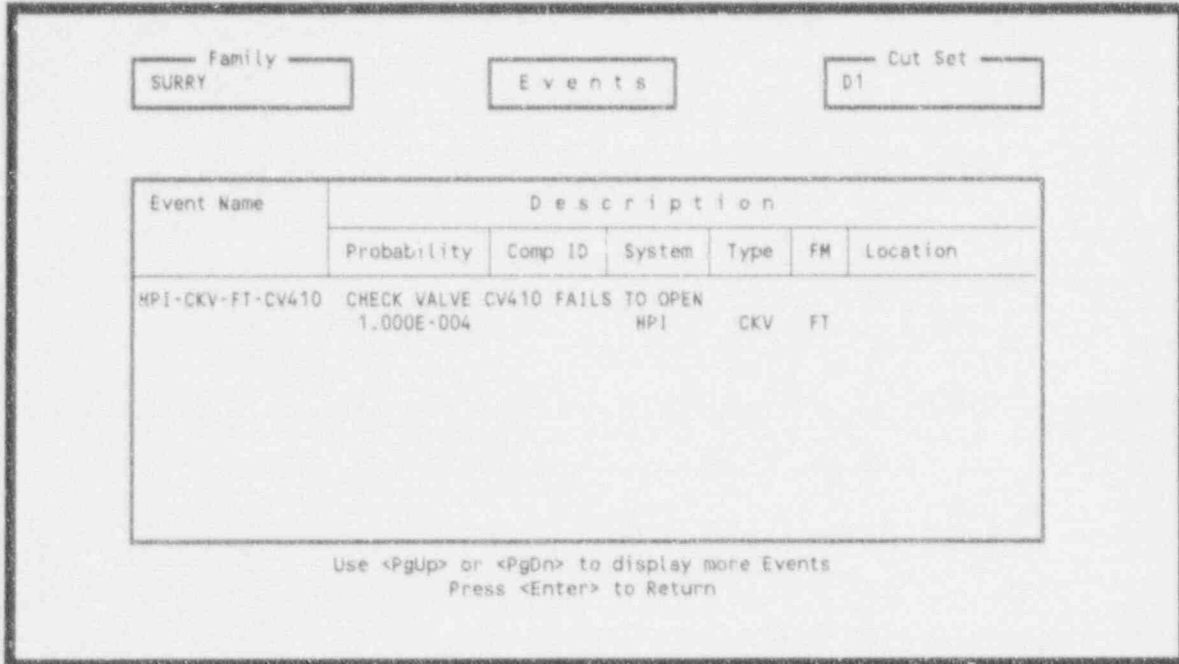 Family
Cut Set
SURRY
E v e n t s
D1
Event Name
D e s c r i p t i o n
Probability Comp ID System Type FM Location
HPI-CKV-FT-CV410 CHECK VALVE CV410 FAILS TO OPEN
1.000E-004 HPI CKV FT
Use <PgUp> or <PgDn> to display more Events
Press <Enter> to Return